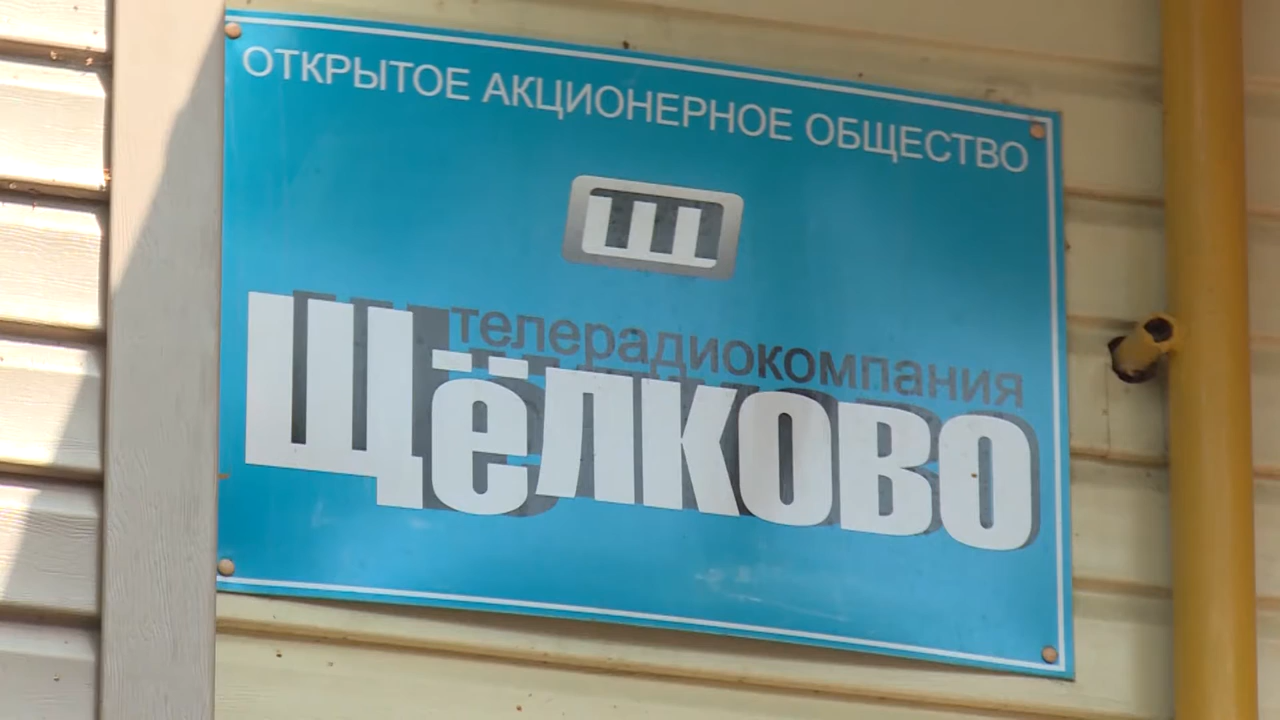 ОТКРЫТОЕ АКЦИОНЕРНОЕ ОБЩЕСТВО
Щ
телерадиокомпания
Щёлково